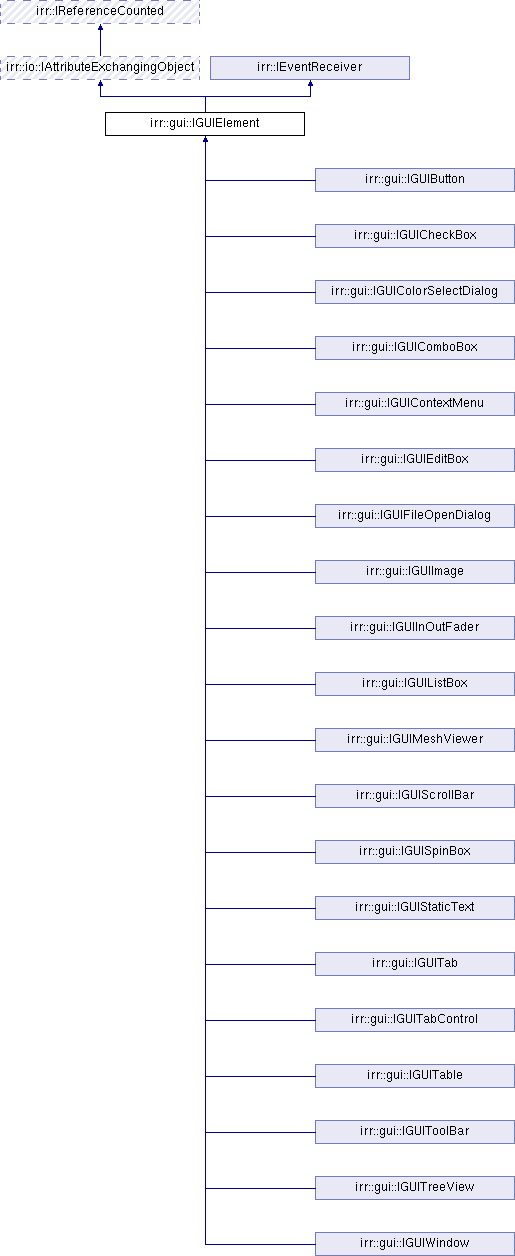 irr::IReferenceCounted
irr::io::IAttributeExchangingObject
irr::IEventReceiver
irr::gui::IGUIElement
irr::gui::IGUIButton
irr::gui::IGUICheckBox
irr::gui::IGUIColorSelectDialog
irr::gui::IGUIComboBox
irr::gui::IGUIContextMenu
irr::gui::IGUIEditBox
irr::gui::IGUIFileOpenDialog
irr::gui::IGUIImage
irr::gui::IGUIInOutFader
irr::gui::IGUIListBox
irr::gui::IGUIMeshViewer
irr::gui::IGUIScrollBar
irr::gui::IGUISpinBox
irr::gui::IGUIStaticText
irr::gui::IGUITab
irr::gui::IGUITabControl
irr::gui::IGUITable
irr::gui::IGUIToolBar
irr::gui::IGUITreeView
irr::gui::IGUIWindow